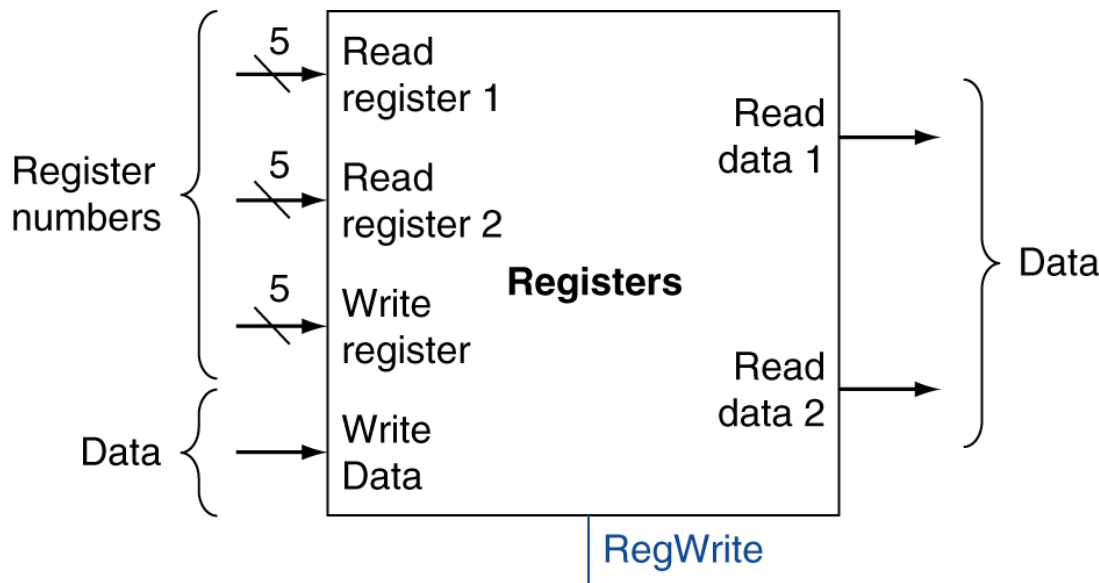 Register
numbers
Data
5
Read
register 1
5
Read
register 2
5
Write
register
Write
Data
Registers
Read
data 1
Read
data 2
Data
RegWrite